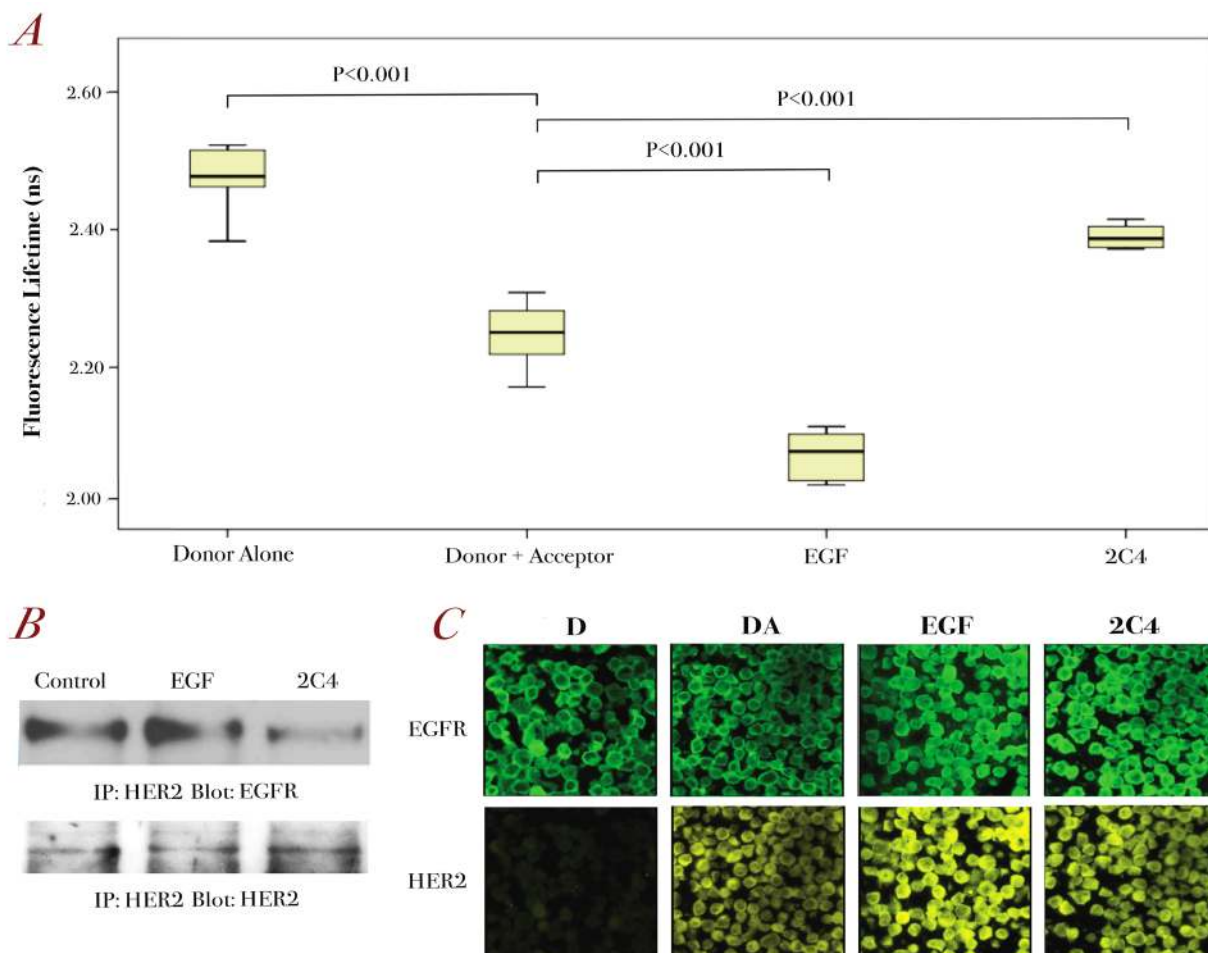 A
P<0.001
P<0.001
P<0.001
Fluorescence Lifetime (ns)
2.60
2.40
2.20
2.00
Donor Alone Donor + Acceptor EGF 2C4
B
Control EGF 2C4
IP: HER2 Blot: EGFR
IP: HER2 Blot: HER2
C
D DA EGF 2C4
EGFR
HER2